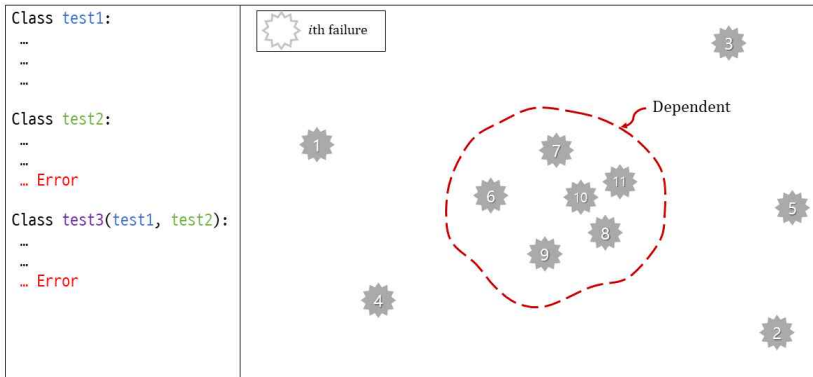 Class test1:
…
…
…
Class test2:
…
…
… Error
Class test3(test1, test2):
…
…
… Error
ith failure
3
Dependent
1
7
11
6
10
5
8
9
4
2